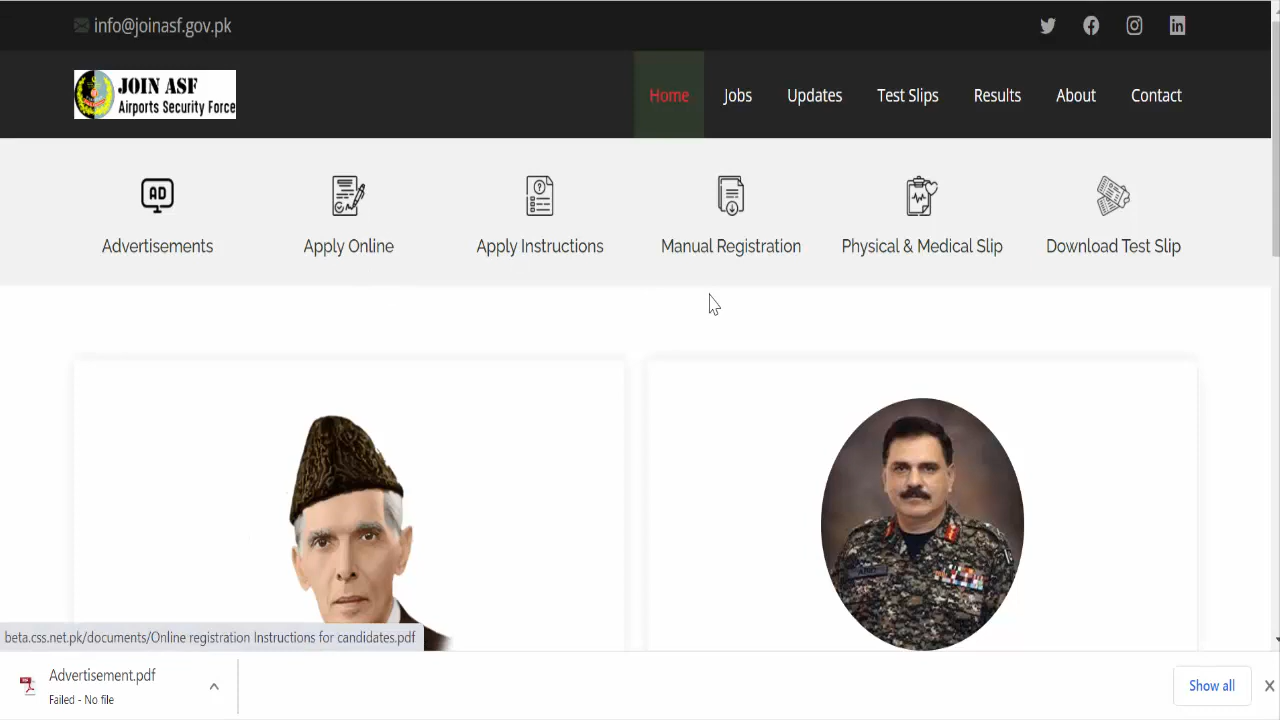 info@joinasf.gov.pk
JOIN ASF
Airports Security Force
Home Jobs Updates Test Slips Results About Contact
AD
Advertisements Apply Online Apply Instructions Manual Registration Physical & Medical Slip Download Test Slip
beta.css.net.pk/documents/Online registration Instructions for candidates.pdf
Advertisement.pdf
Failed - No file
Show all